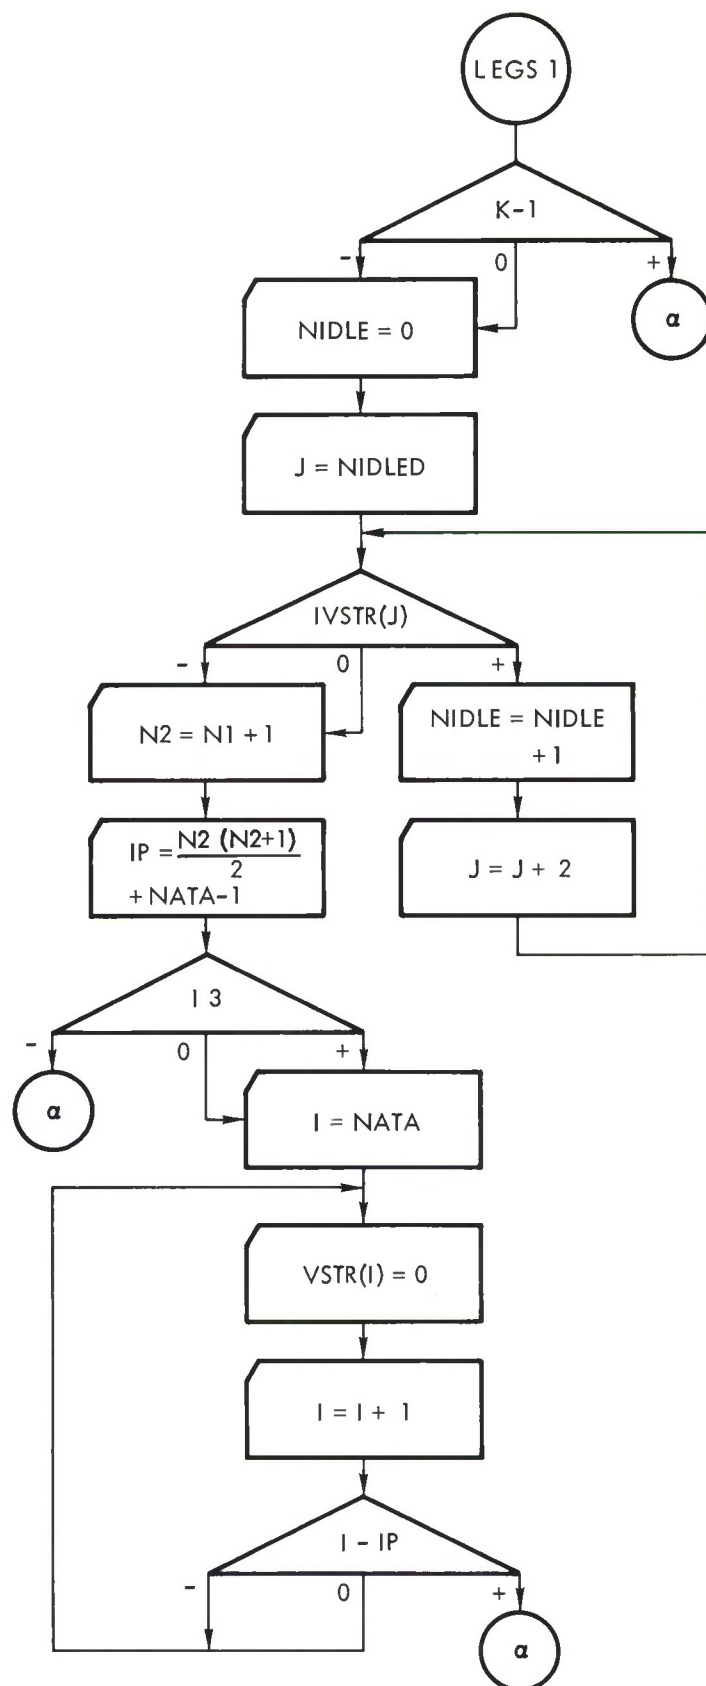 LEGS 1
K-1
- 0 +
NIDLE = 0
α
J = NIDLED
IVSTR(J)
- 0 +
N2 = N1 + 1
NIDLE = NIDLE
+1
IP = N2 (N2+1)
2
+ NATA-1
J = J + 2
I 3
- 0 +
α
I = NATA
VSTR(I) = 0
I = I + 1
I - IP
- 0 +
α